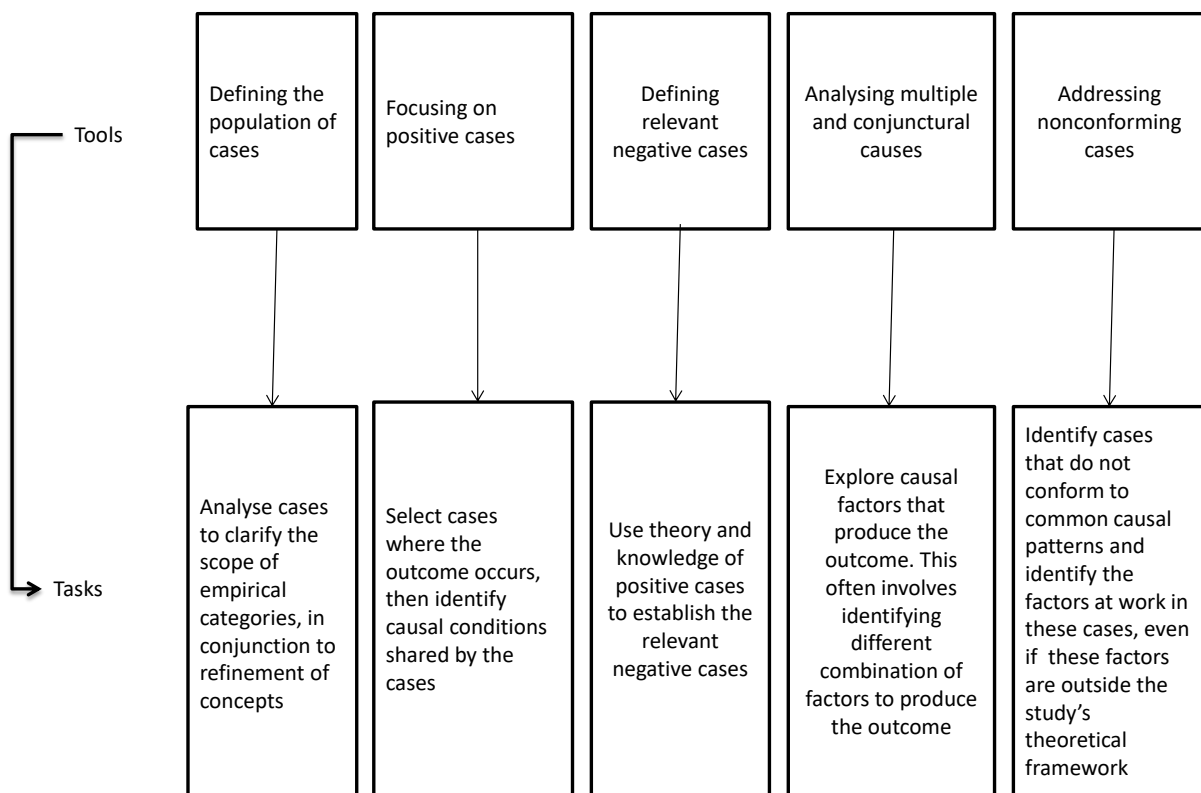 Tools
Defining the
population of
cases
Focusing on
positive cases
Defining
relevant
negative cases
Analysing multiple
and conjunctural
causes
Addressing
nonconforming
cases
Tasks
Analyse cases
to clarify the
scope of
empirical
categories, in
conjunction to
refinement of
concepts
Select cases
where the
outcome occurs,
then identify
causal conditions
shared by the
cases
Use theory and
knowledge of
positive cases
to establish the
relevant
negative cases
Explore causal
factors that
produce the
outcome. This
often involves
identifying
different
combination of
factors to produce
the outcome
Identify cases
that do not
conform to
common causal
patterns and
identify the
factors at work in
these cases, even
if  these factors
are outside the
study’s
theoretical
framework